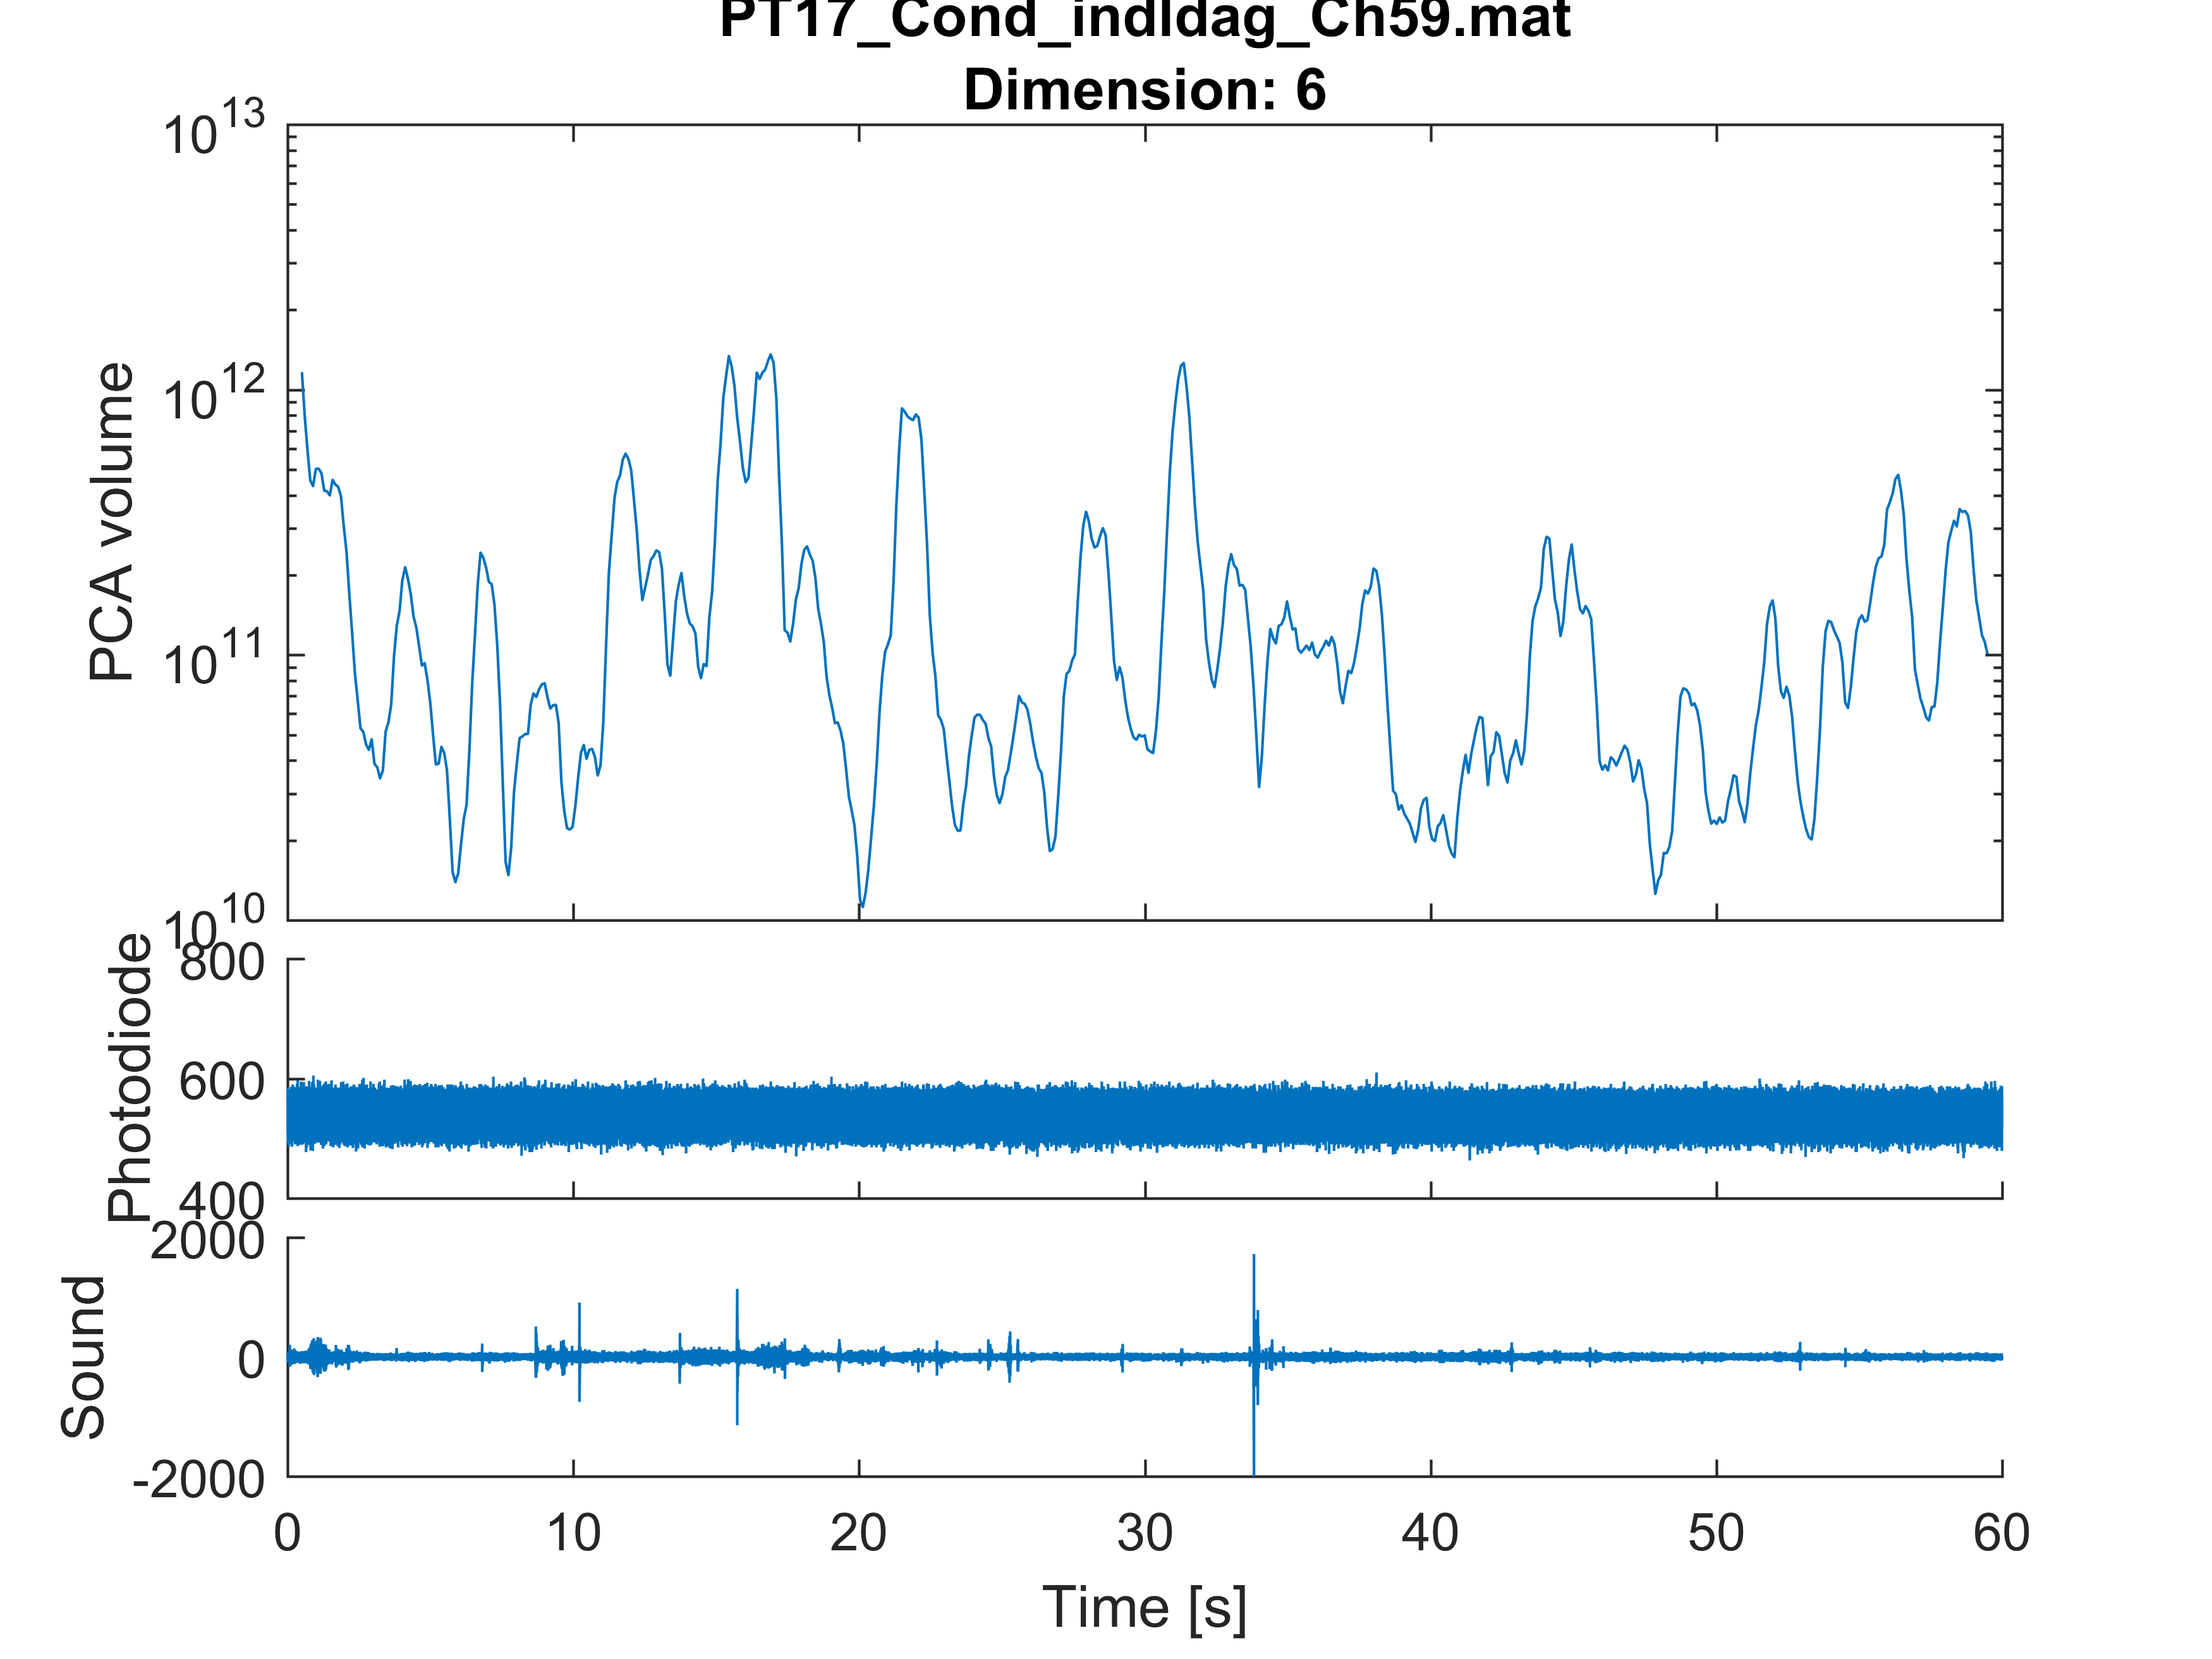 PT17_Cond_indIdag_Ch59.mat
Dimension: 6
10^13
10^12
10^11
10^10
PCA volume
800
600
400
Photodiode
2000
0
-2000
Sound
0 10 20 30 40 50 60
Time [s]